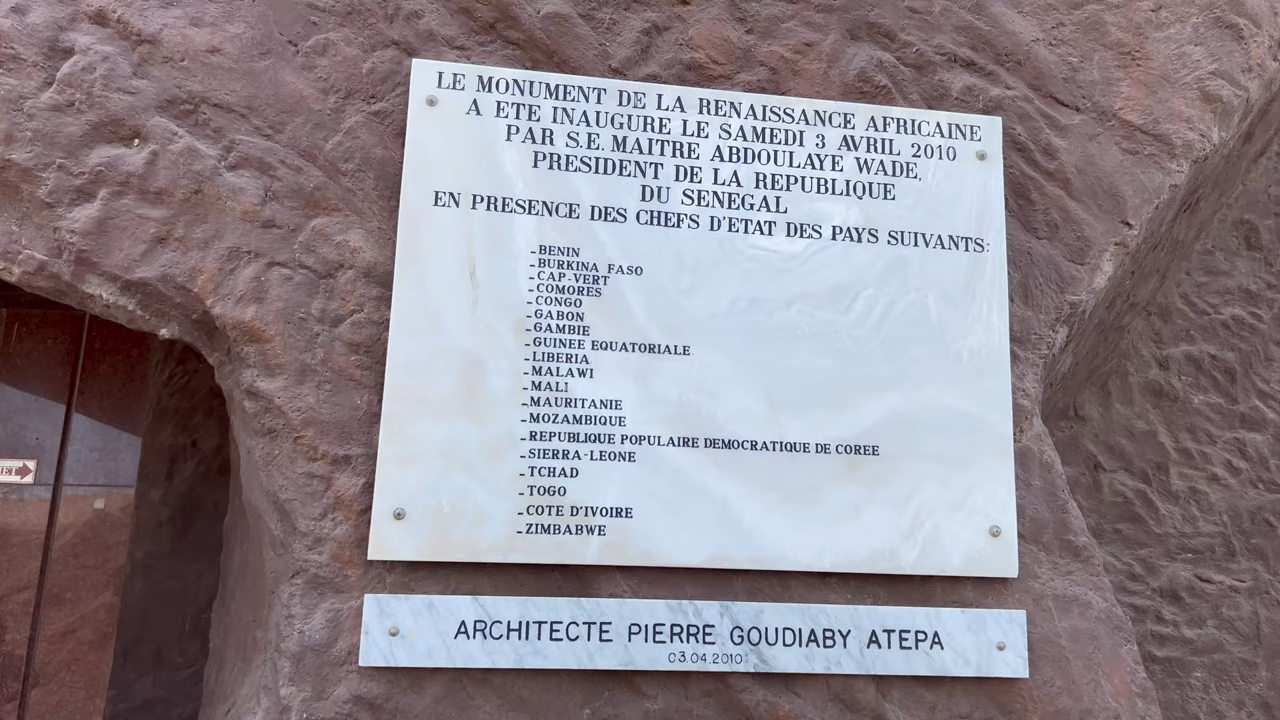 LE MONUMENT DE LA RENAISSANCE AFRICAINE
A ETE INAUGURE LE SAMEDI 3 AVRIL 2010
PAR S.E. MAITRE ABDOULAYE WADE,
PRESIDENT DE LA REPUBLIQUE
DU SENEGAL
EN PRESENCE DES CHEFS D'ETAT DES PAYS SUIVANTS:
-BENIN
-BURKINA FASO
-CAP-VERT
-COMORES
-CONGO
-GABON
-GAMBIE
-GUINEE EQUATORIALE
-LIBERIA
-MALAWI
-MALI
-MAURITANIE
-MOZAMBIQUE
-REPUBLIQUE POPULAIRE DEMOCRATIQUE DE COREE
-SIERRA-LEONE
-TCHAD
-TOGO
-COTE D'IVOIRE
-ZIMBABWE
ARCHITECTE PIERRE GOUDIABY ATEPA
03.04.2010